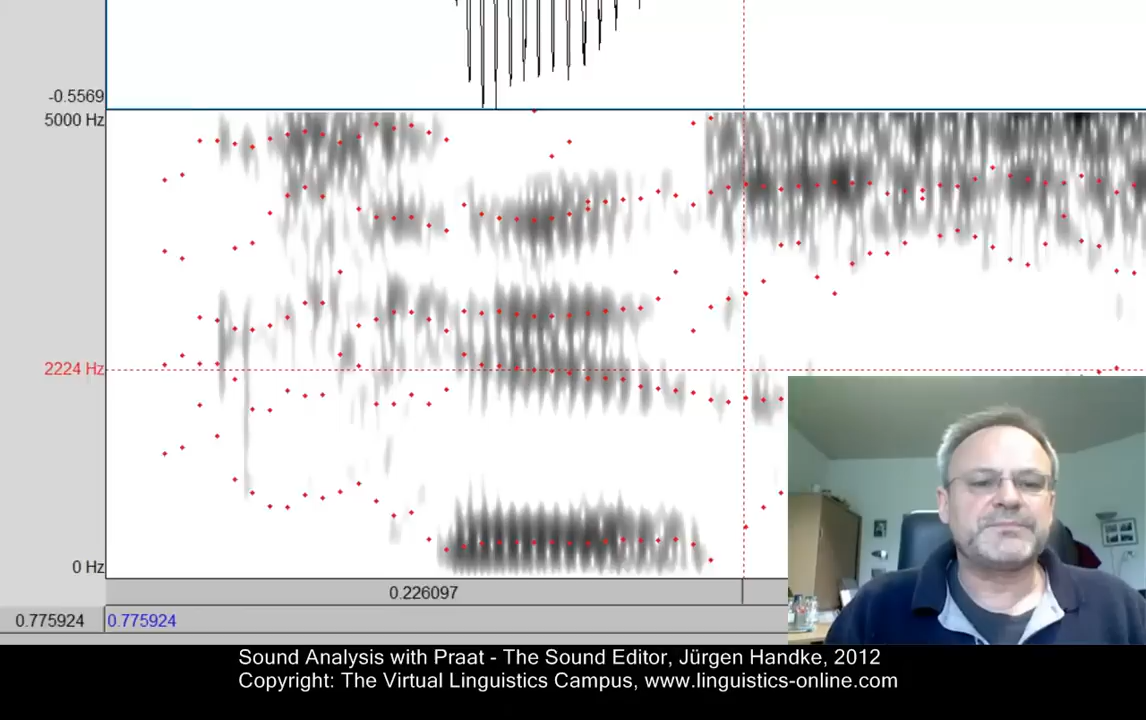 -0.5569
5000 Hz
2224 Hz
0 Hz
0.226097
0.775924 0.775924
Sound Analysis with Praat - The Sound Editor, Jürgen Handke, 2012
Copyright: The Virtual Linguistics Campus, www.linguistics-online.com